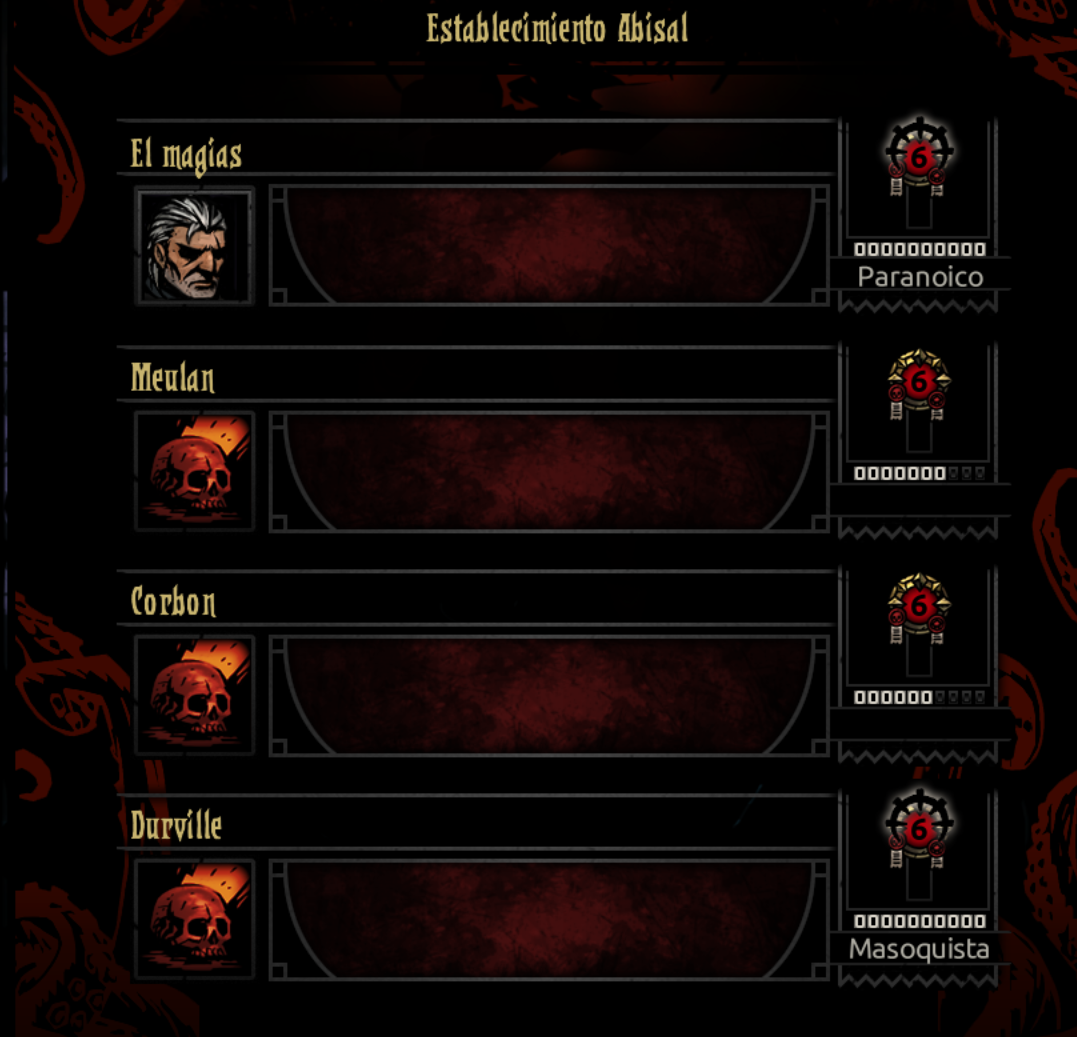 Establecimiento Abisal
El magias
6
Paranoico
Meulan
6
Corbon
6
Durville
6
Masoquista